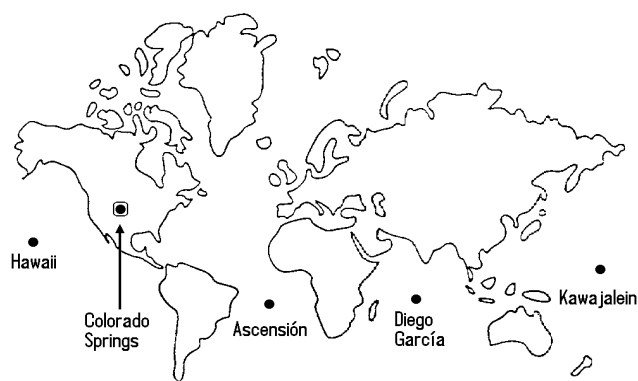 Hawaii
Colorado
Springs
Ascensión
Diego
García
Kawajalein